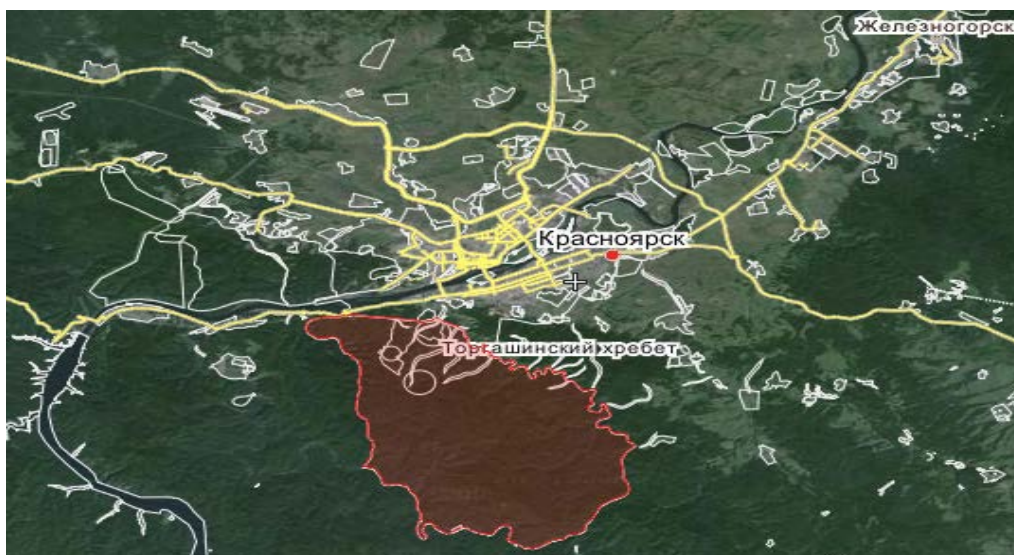 Железногорск
Красноярск
Торгашинский хребет